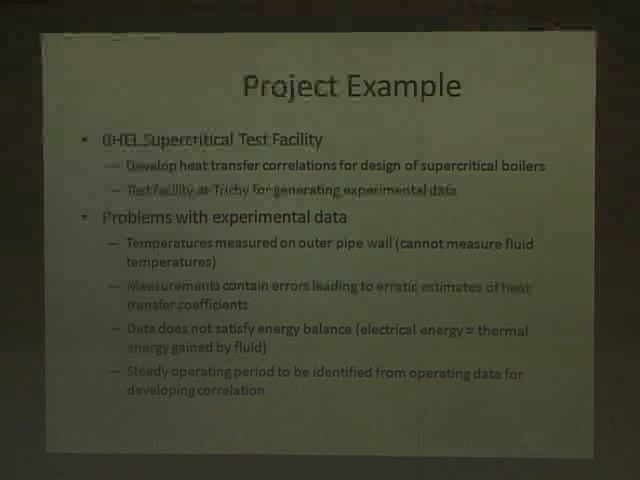 Project Example
• BHEL Supercritical Test Facility
– Develop heat transfer correlations for design of supercritical boilers
– Test facility at Trichy for generating experimental data
• Problems with experimental data
– Temperatures measured on outer pipe wall (cannot measure fluid
temperatures)
– Measurements contain errors leading to erratic estimates of heat
transfer coefficients
– Data does not satisfy energy balance (electrical energy = thermal
energy gained by fluid)
– Steady operating period to be identified from operating data for
developing correlation